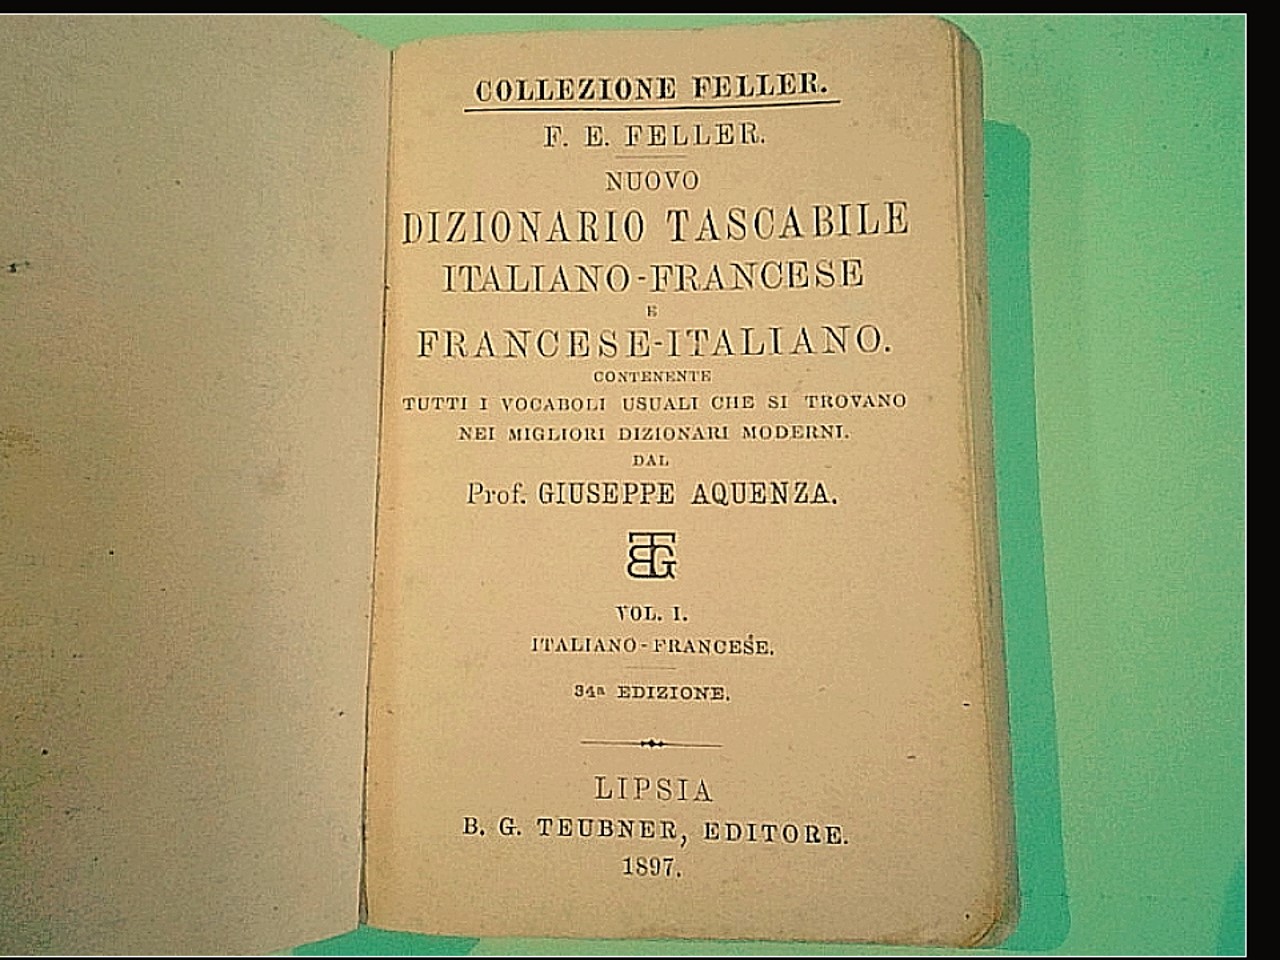 COLLEZIONE FELLER.
F. E. FELLER.
NUOVO
DIZIONARIO TASCABILE
ITALIANO-FRANCESE
E
FRANCESE-ITALIANO.
CONTENENTE
TUTTI I VOCABOLI USUALI CHE SI TROVANO
NEI MIGLIORI DIZIONARI MODERNI.
DAL
Prof. GIUSEPPE AQUENZA.
BTG
VOL. I.
ITALIANO-FRANCESE.
34ª EDIZIONE.
LIPSIA
B. G. TEUBNER, EDITORE.
1897.